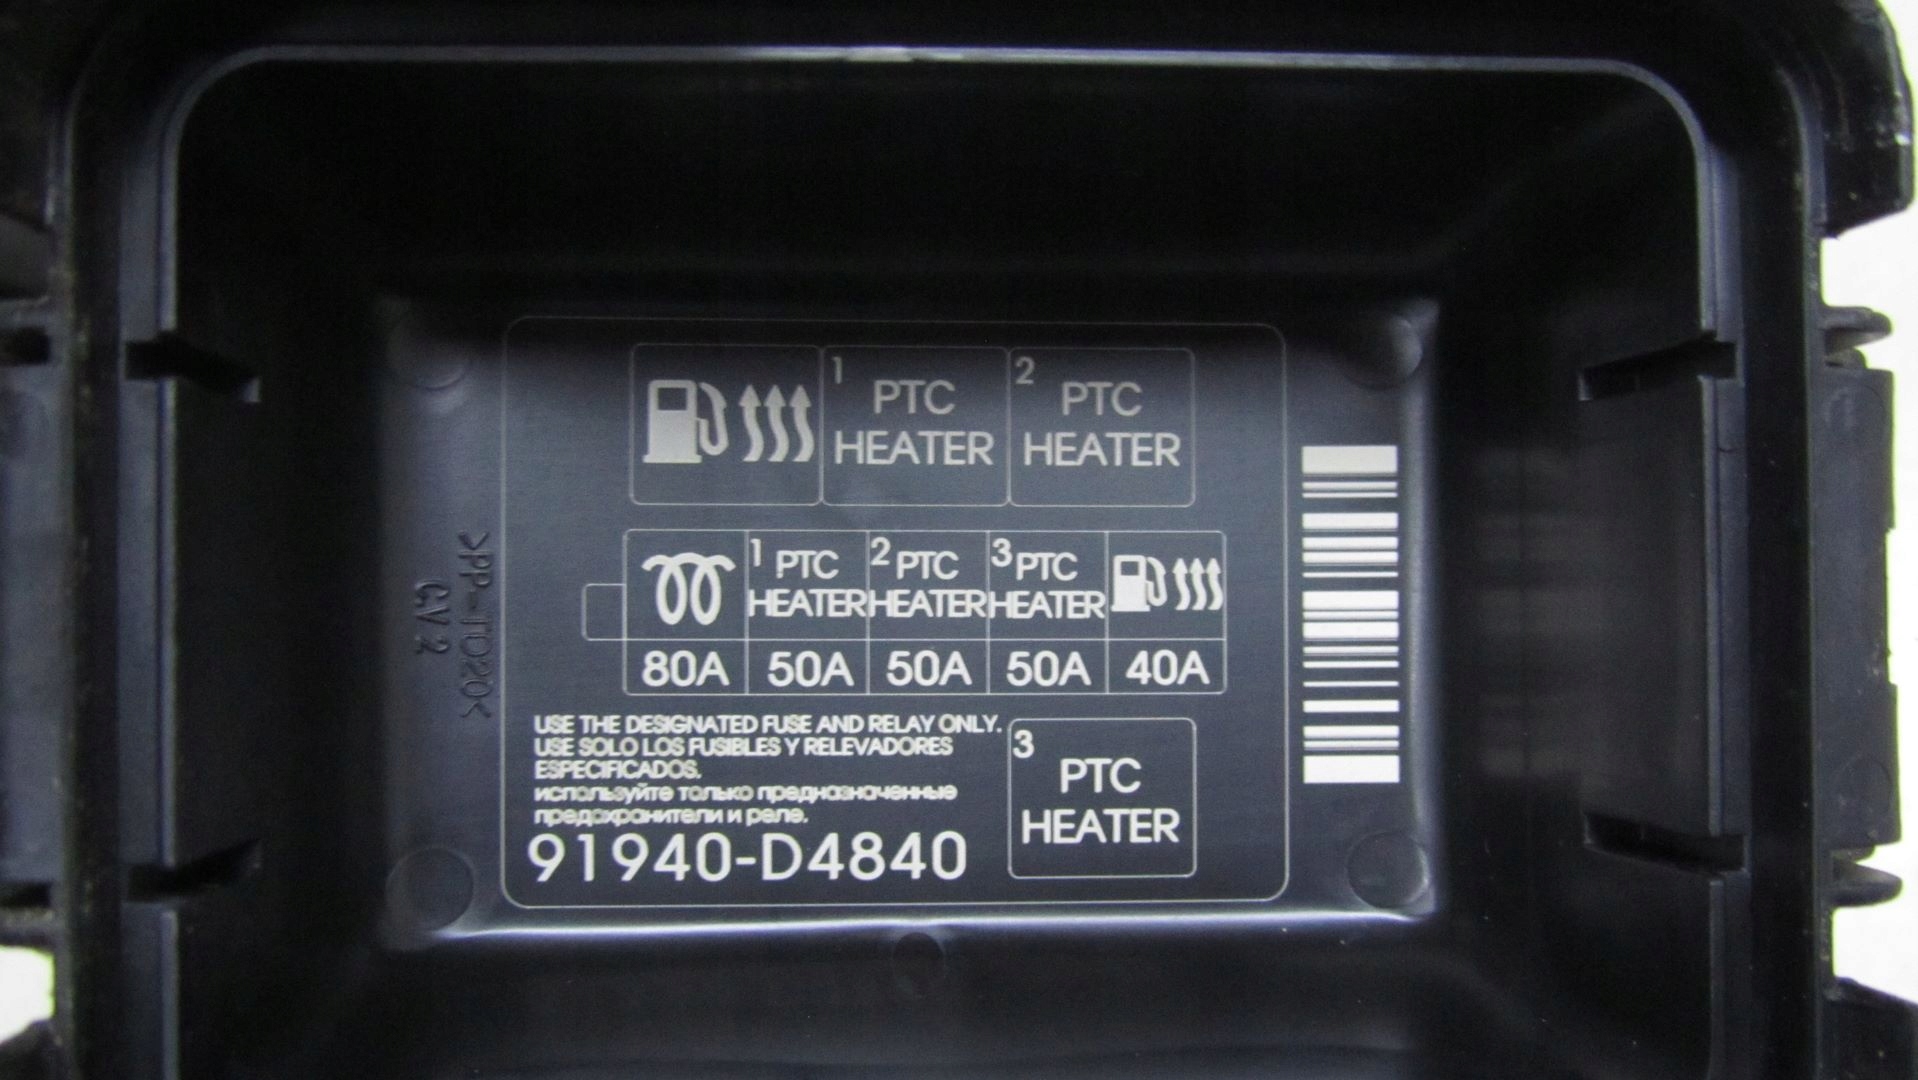 1 PTC HEATER
2 PTC HEATER
1 PTC HEATER
2 PTC HEATER
3 PTC HEATER
80A 50A 50A 50A 40A
USE THE DESIGNATED FUSE AND RELAY ONLY.
USE SOLO LOS FUSIBLES Y RELEVADORES
ESPECIFICADOS.
используйте только предназначенные
предохранители и реле.
91940-D4840
3 PTC HEATER
>PP-TD20<
CV 2